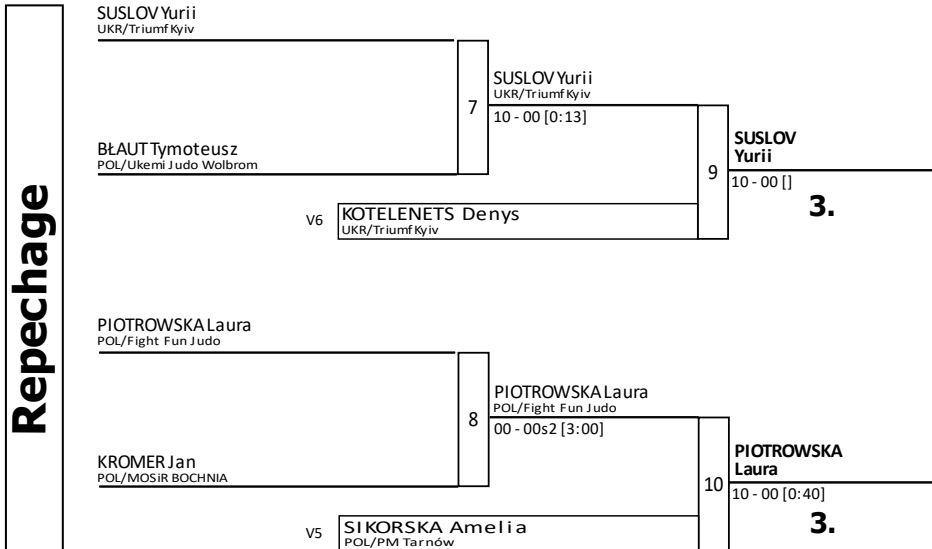 Repechage
SUSLOV Yurii
UKR/Triumf Kyiv
BŁAUT Tymoteusz
POL/Ukemi Judo Wolbrom
7
SUSLOV Yurii
UKR/Triumf Kyiv
10 - 00 [0:13]
V6
KOTELENETS Denys
UKR/Triumf Kyiv
9
SUSLOV
Yurii
10 - 00 []
3.
PIOTROWSKA Laura
POL/Fight Fun Judo
KROMER Jan
POL/MOSiR BOCHNIA
8
PIOTROWSKA Laura
POL/Fight Fun Judo
00 - 00s2 [3:00]
V5
SIKORSKA Amelia
POL/PM Tarnów
10
PIOTROWSKA
Laura
10 - 00 [0:40]
3.